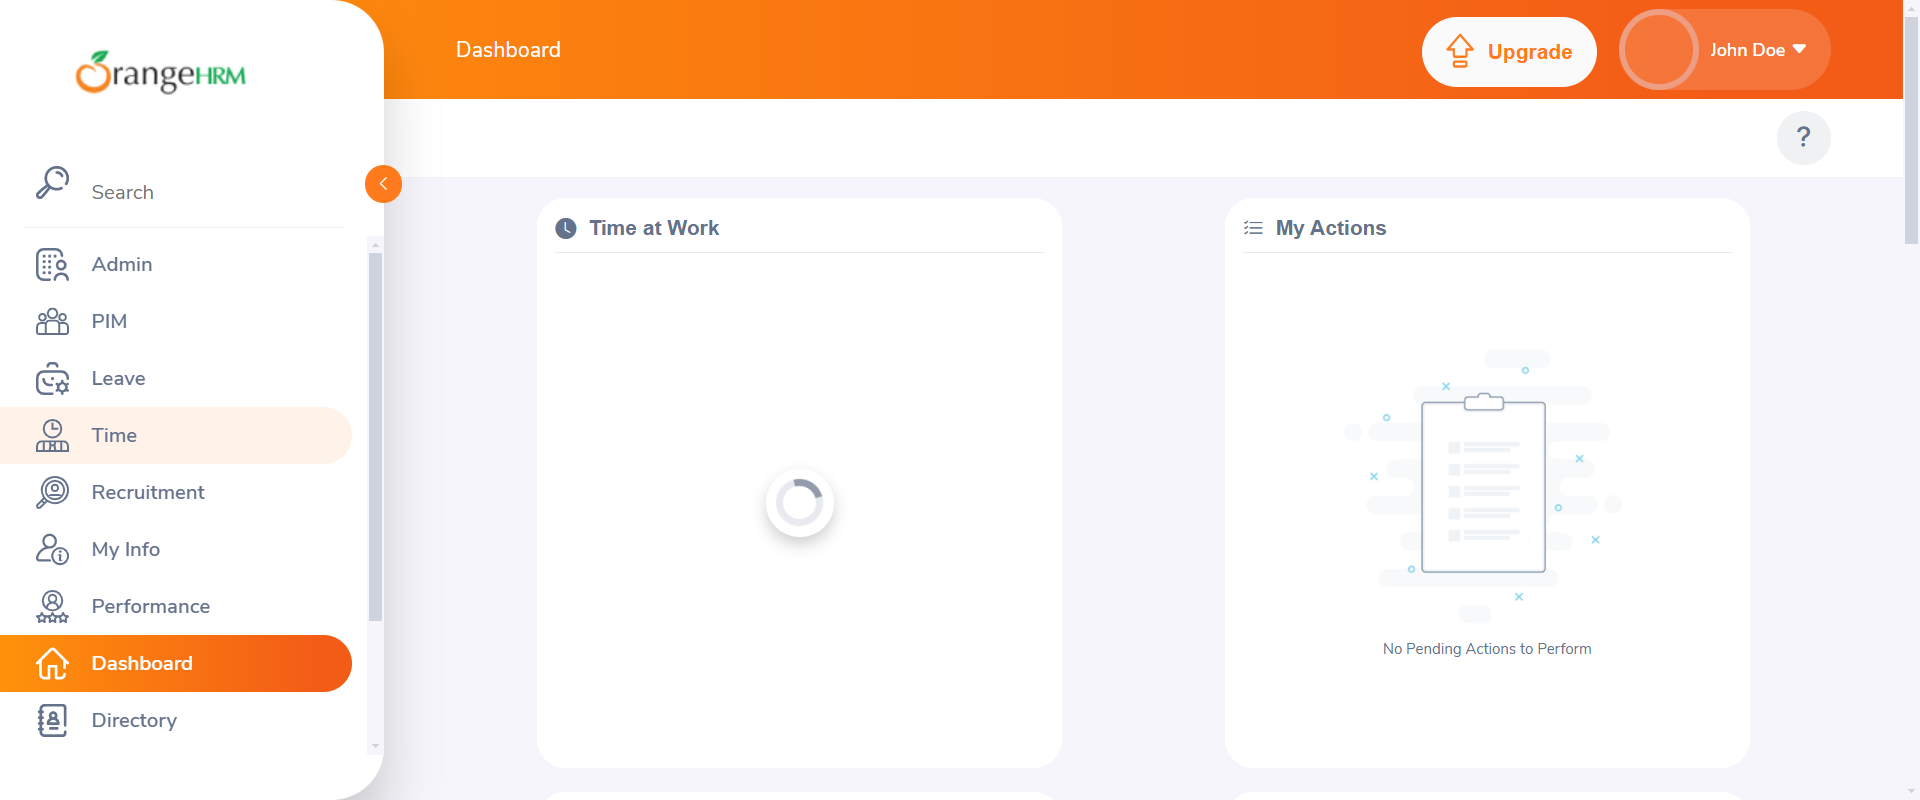 OrangeHRM
Dashboard
Upgrade
John Doe
?
Search
Admin
PIM
Leave
Time
Recruitment
My Info
Performance
Dashboard
Directory
Time at Work
My Actions
No Pending Actions to Perform